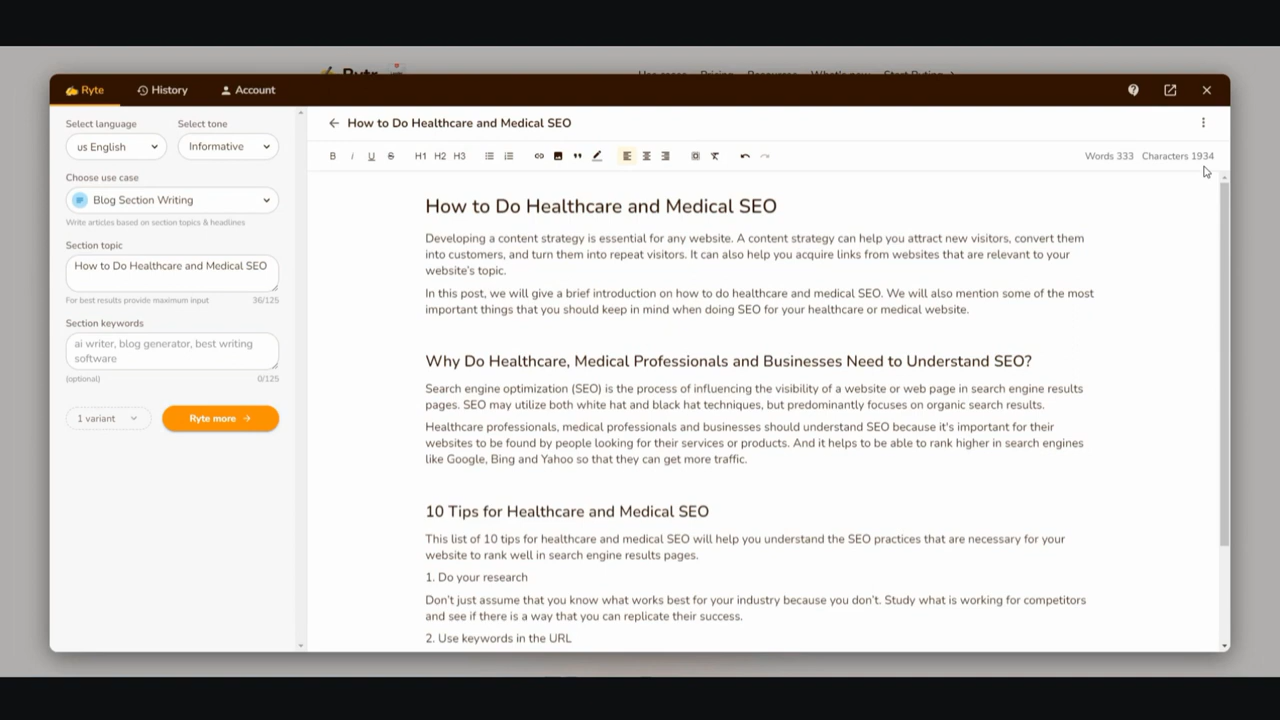 Rytr
Use cases Pricing Resources What's new Start Ryting
Ryte History Account
Select language Select tone
us English Informative
Choose use case
Blog Section Writing
Write articles based on section topics & headlines
Section topic
How to Do Healthcare and Medical SEO
For best results provide maximum input 36/125
Section keywords
ai writer, blog generator, best writing
software
(optional) 0/125
1 variant Ryte more
How to Do Healthcare and Medical SEO
B I U S H1 H2 H3 Words 333 Characters 1934
How to Do Healthcare and Medical SEO
Developing a content strategy is essential for any website. A content strategy can help you attract new visitors, convert them
into customers, and turn them into repeat visitors. It can also help you acquire links from websites that are relevant to your
website's topic.
In this post, we will give a brief introduction on how to do healthcare and medical SEO. We will also mention some of the most
important things that you should keep in mind when doing SEO for your healthcare or medical website.
Why Do Healthcare, Medical Professionals and Businesses Need to Understand SEO?
Search engine optimization (SEO) is the process of influencing the visibility of a website or web page in search engine results
pages. SEO may utilize both white hat and black hat techniques, but predominantly focuses on organic search results.
Healthcare professionals, medical professionals and businesses should understand SEO because it's important for their
websites to be found by people looking for their services or products. And it helps to be able to rank higher in search engines
like Google, Bing and Yahoo so that they can get more traffic.
10 Tips for Healthcare and Medical SEO
This list of 10 tips for healthcare and medical SEO will help you understand the SEO practices that are necessary for your
website to rank well in search engine results pages.
1. Do your research
Don't just assume that you know what works best for your industry because you don't. Study what is working for competitors
and see if there is a way that you can replicate their success.
2. Use keywords in the URL